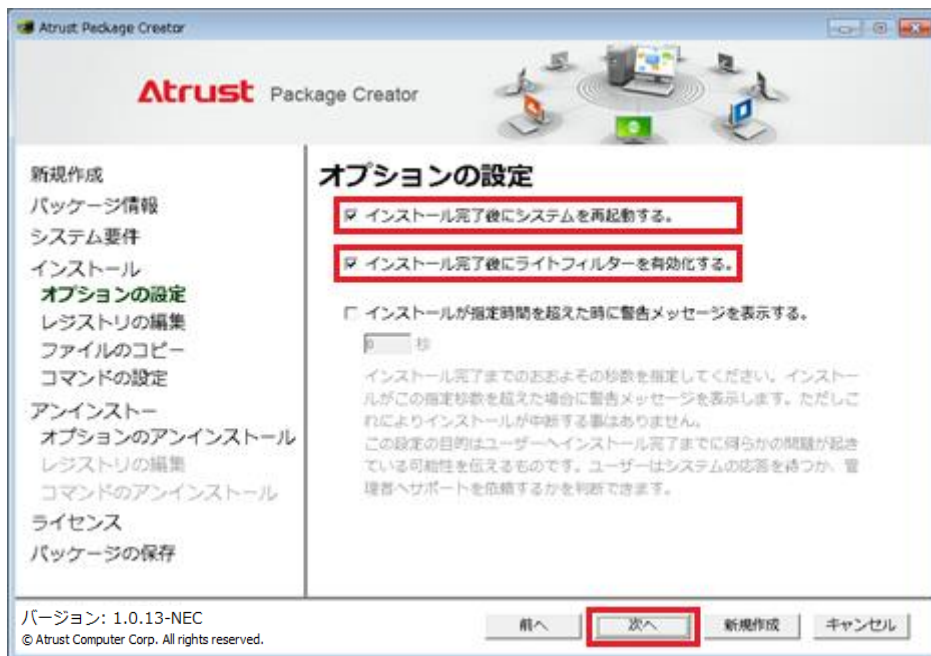 Atrust Package Creator
Atrust Package Creator
新規作成
パッケージ情報
システム要件
インストール
オプションの設定
レジストリの編集
ファイルのコピー
コマンドの設定
アンインストー
オプションのアンインストール
レジストリの編集
コマンドのアンインストール
ライセンス
パッケージの保存
オプションの設定
インストール完了後にシステムを再起動する。
インストール完了後にライトフィルターを有効化する。
インストールが指定時間を超えた時に警告メッセージを表示する。
0 秒
インストール完了までのおおよその秒数を指定してください。インストー
ルがこの指定秒数を超えた場合に警告メッセージを表示します。ただしこ
れによりインストールが中断する事はありません。
この設定の目的はユーザーへインストール完了までに何らかの問題が起き
ている可能性を伝えるものです。ユーザーはシステムの応答を待つか、管
理者へサポートを依頼するかを判断できます。
バージョン: 1.0.13-NEC
© Atrust Computer Corp. All rights reserved.
前へ 次へ 新規作成 キャンセル